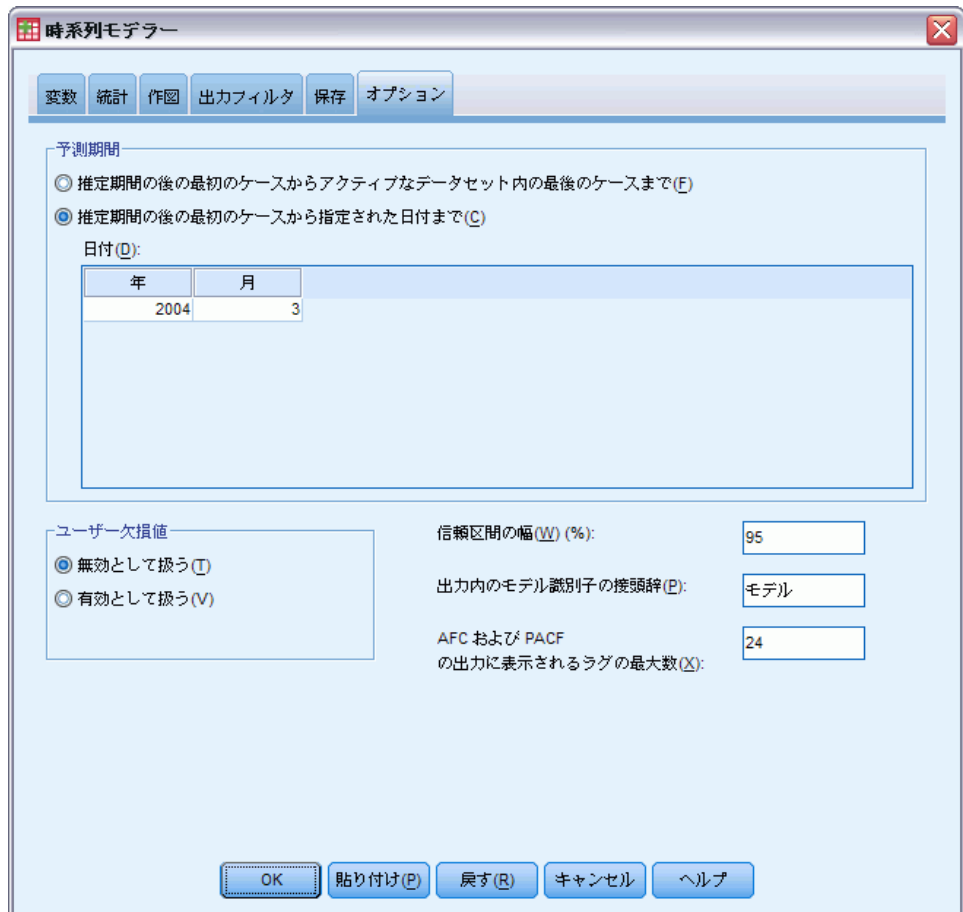 時系列モデラー
変数 統計 作図 出力フィルタ 保存 オプション
予測期間
推定期間の後の最初のケースからアクティブなデータセット内の最後のケースまで(F)
推定期間の後の最初のケースから指定された日付まで(C)
日付(D):
年 月
2004 3
ユーザー欠損値
無効として扱う(T)
有効として扱う(V)
信頼区間の幅(W) (%):
95
出力内のモデル識別子の接頭辞(P):
モデル
AFC および PACF
の出力に表示されるラグの最大数(X):
24
OK 貼り付け(P) 戻す(R) キャンセル ヘルプ